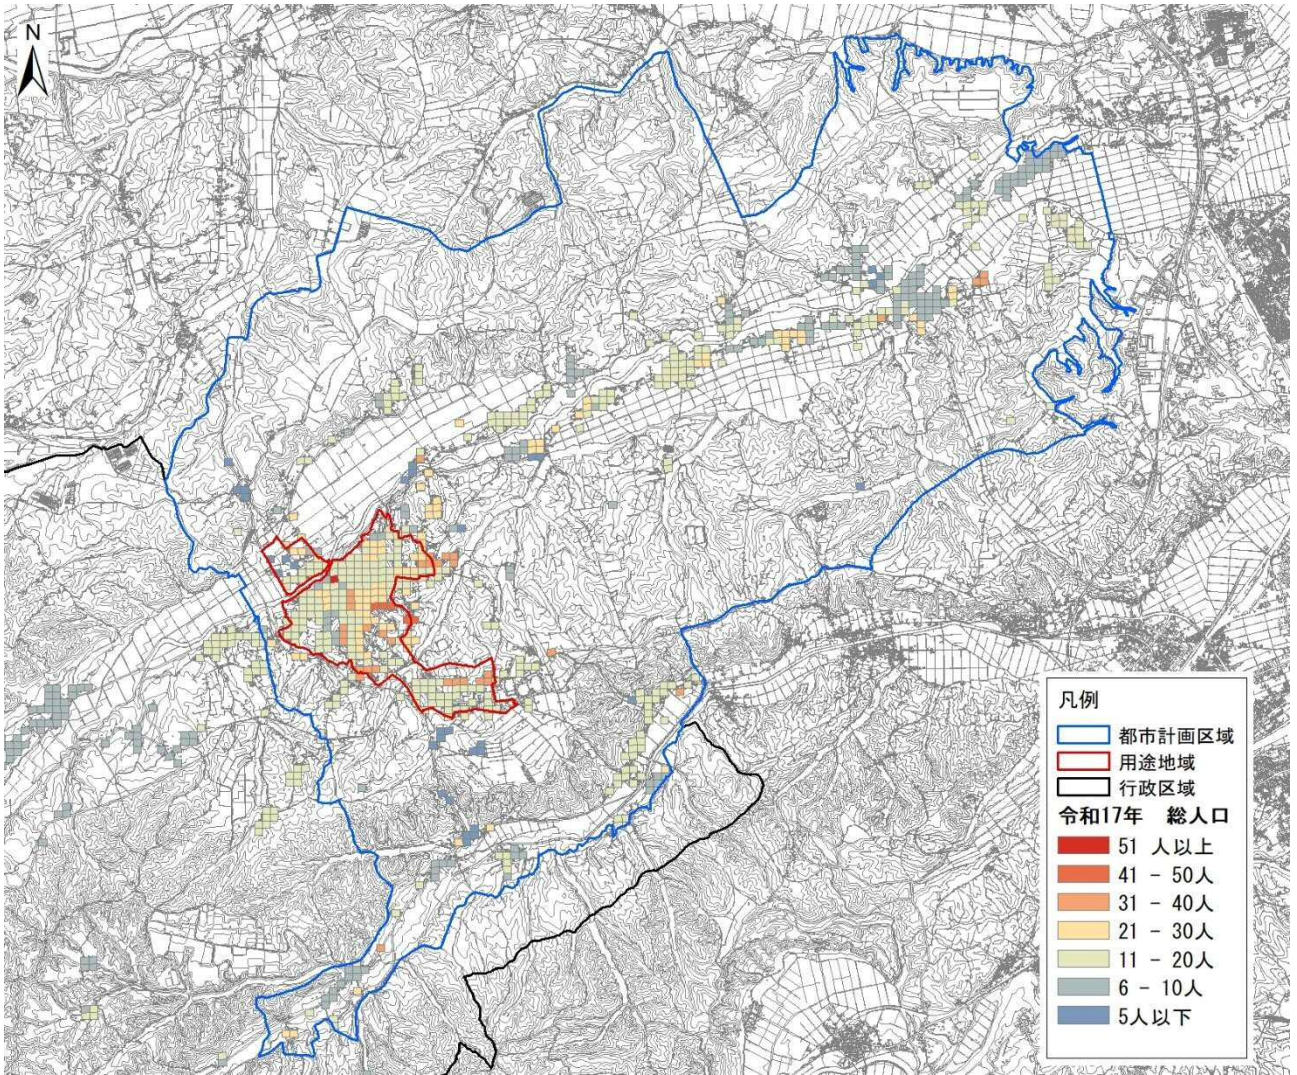 N
凡例
都市計画区域
用途地域
行政区域
令和17年 総人口
51 人以上
41 - 50人
31 - 40人
21 - 30人
11 - 20人
6 - 10人
5人以下